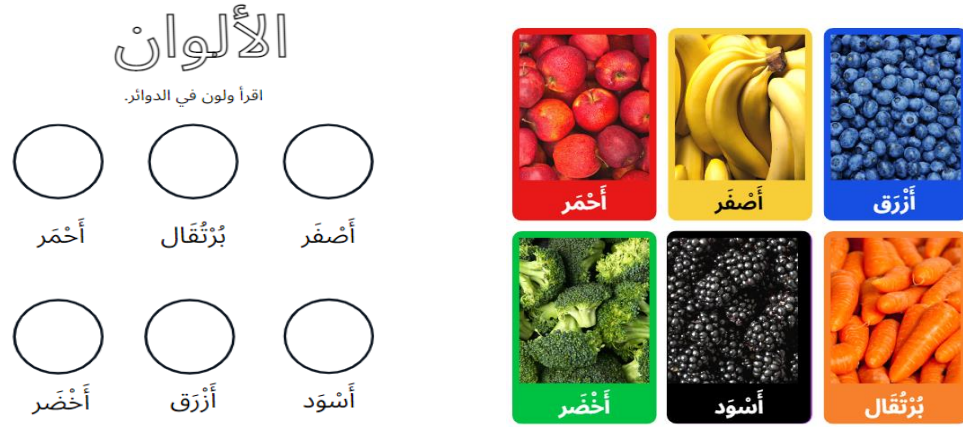 الألوان
اقرأ ولون في الدوائر.
أَصْفَر
بُرْتُقَال
أَحْمَر
أَسْوَد
أَزْرَق
أَخْضَر
أَزْرَق
أَصْفَر
أَحْمَر
بُرْتُقَال
أَسْوَد
أَخْضَر